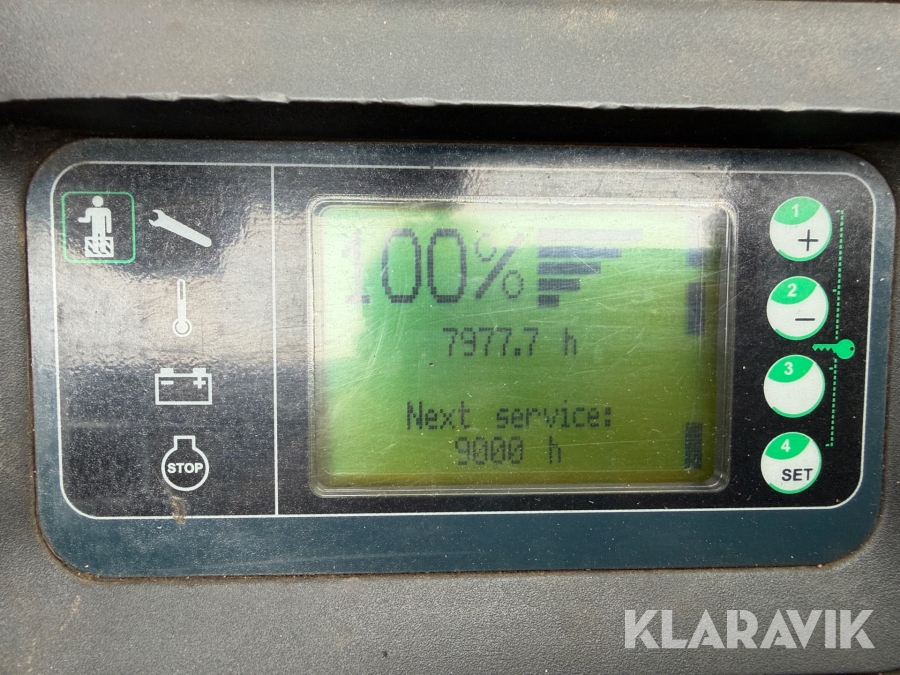 100%
7977.7 h
Next service:
9000 h
STOP
1
+
2
−
3
4
SET
KLARAVIK